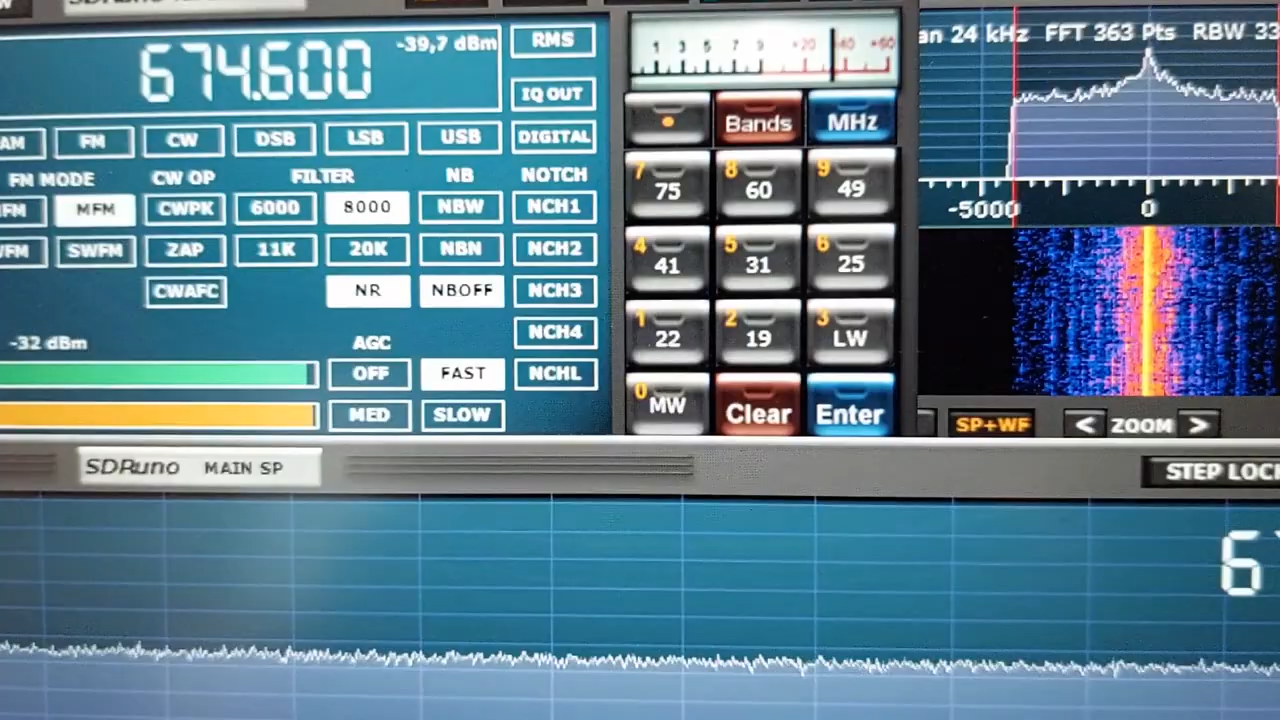 674.600
-39,7 dBm
RMS
IQ OUT
AM FM CW DSB LSB USB DIGITAL
FM MODE CW OP FILTER NB NOTCH
MFM CWPK 6000 8000 NBW NCH1
SWFM ZAP 11K 20K NBN NCH2
CWAFC NR NBOFF NCH3
NCH4
-32 dBm AGC
OFF FAST NCHL
MED SLOW
1 3 5 7 9 +20 +40 +60
Bands MHz
7 75 8 60 9 49
4 41 5 31 6 25
1 22 2 19 3 LW
0 MW Clear Enter
an 24 kHz FFT 363 Pts RBW 33
-5000 0
SP+WF < ZOOM >
SDRuno MAIN SP
STEP LOCK
6